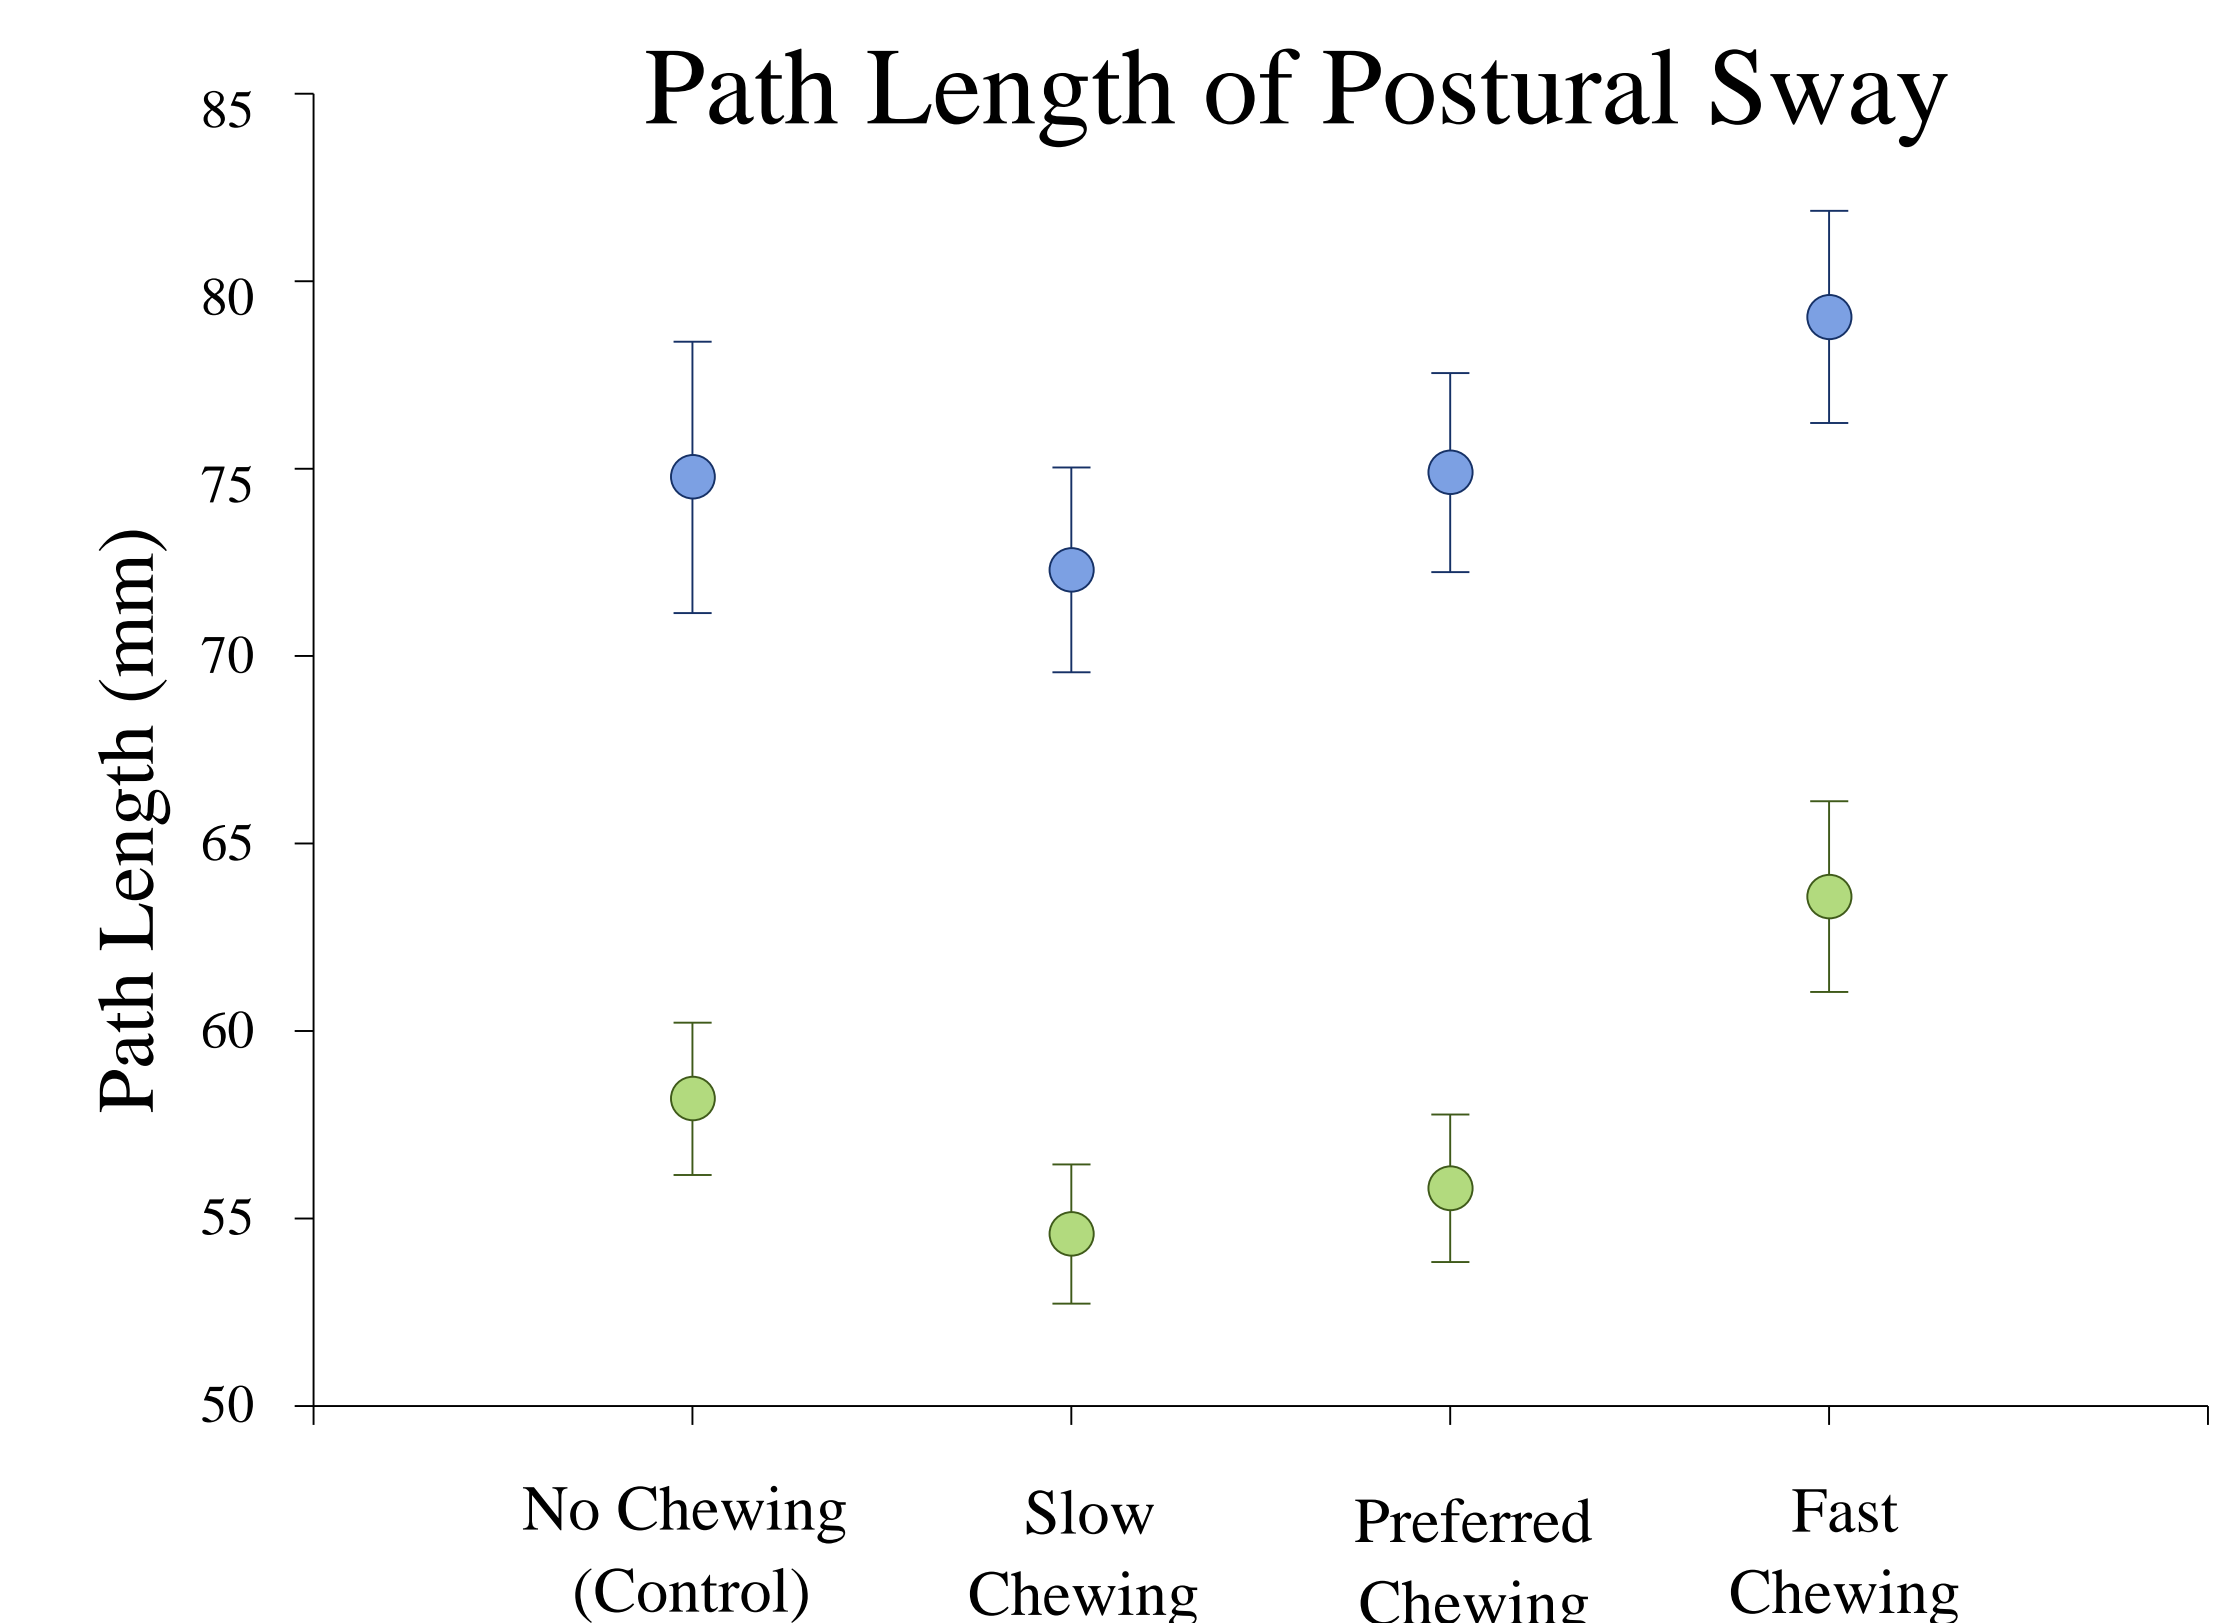 Path Length of Postural Sway
85
80
75
70
65
60
55
50
Path Length (mm)
No Chewing
(Control)
Slow
Chewing
Preferred
Chewing
Fast
Chewing